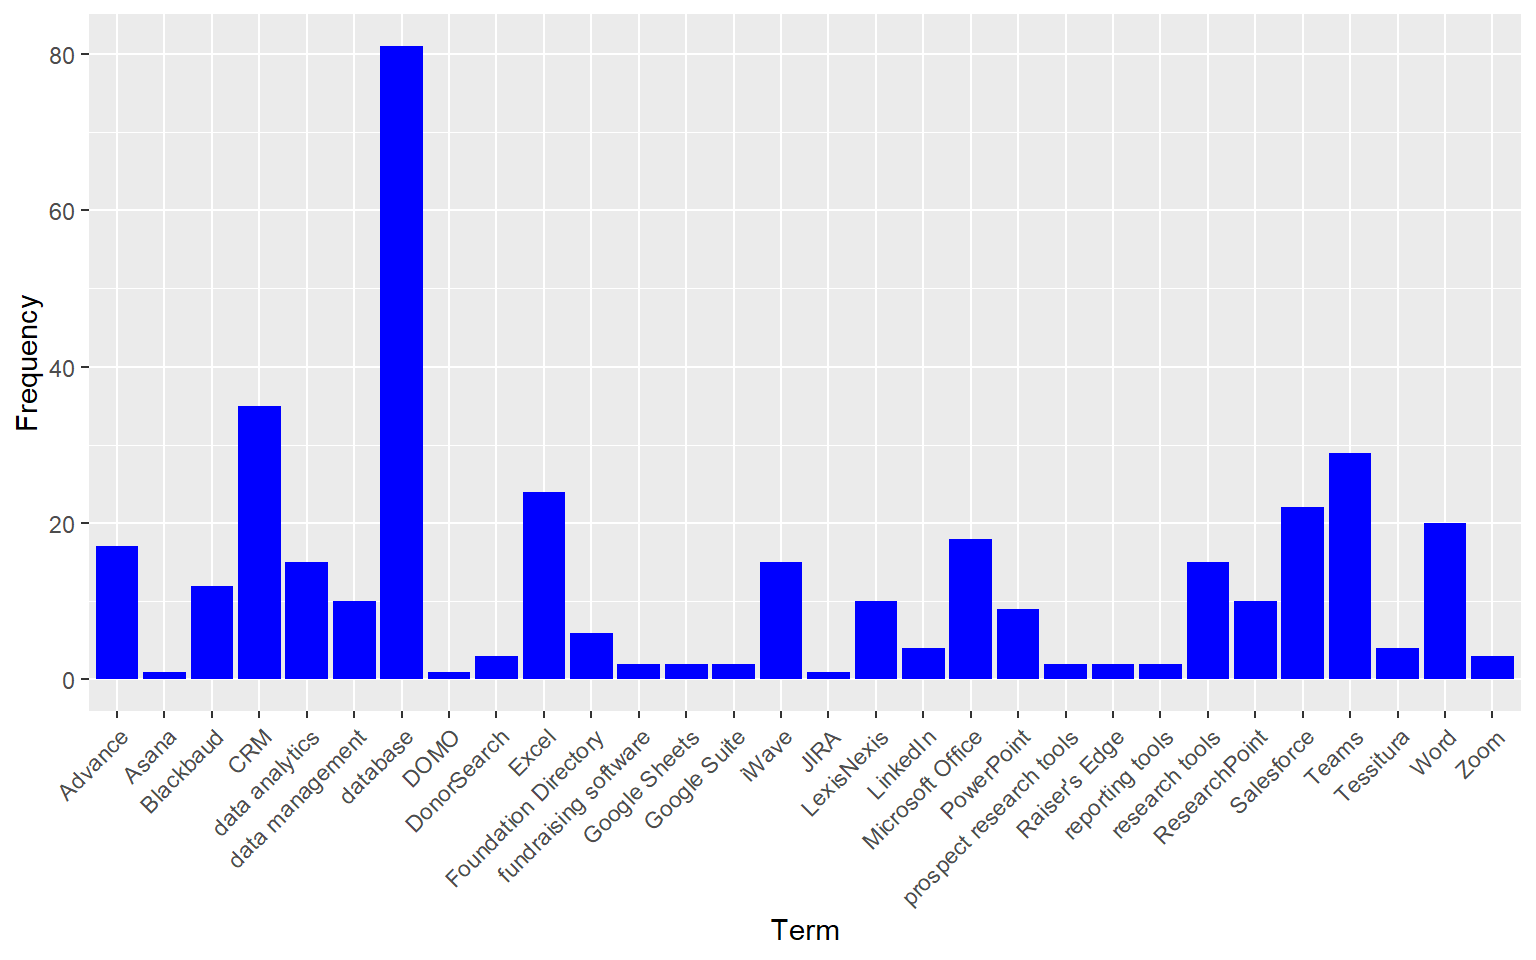 Frequency
80
60
40
20
0
Advance
Asana
Blackbaud
CRM
data analytics
data management
database
DOMO
DonorSearch
Excel
Foundation Directory
fundraising software
Google Sheets
Google Suite
iWave
JIRA
LexisNexis
LinkedIn
Microsoft Office
PowerPoint
prospect research tools
Raiser's Edge
reporting tools
research tools
ResearchPoint
Salesforce
Teams
Tessitura
Word
Zoom
Term